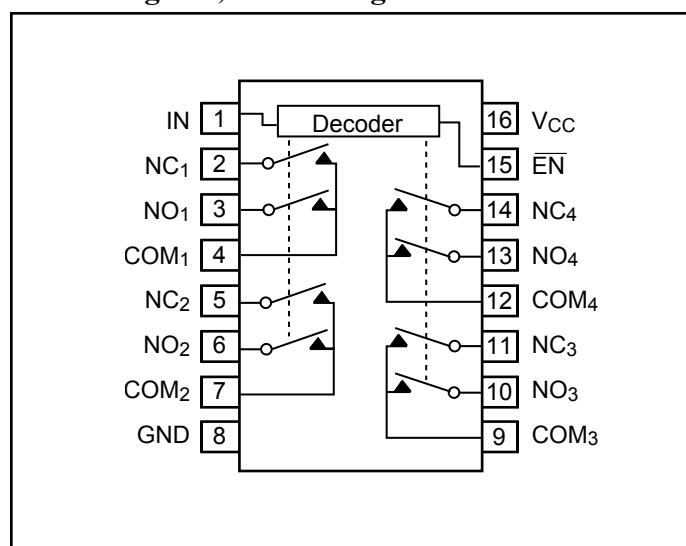 IN 1 Decoder 16 VCC
NC1 2 15 EN
NO1 3 14 NC4
COM1 4 13 NO4
NC2 5 12 COM4
NO2 6 11 NC3
COM2 7 10 NO3
GND 8 9 COM3